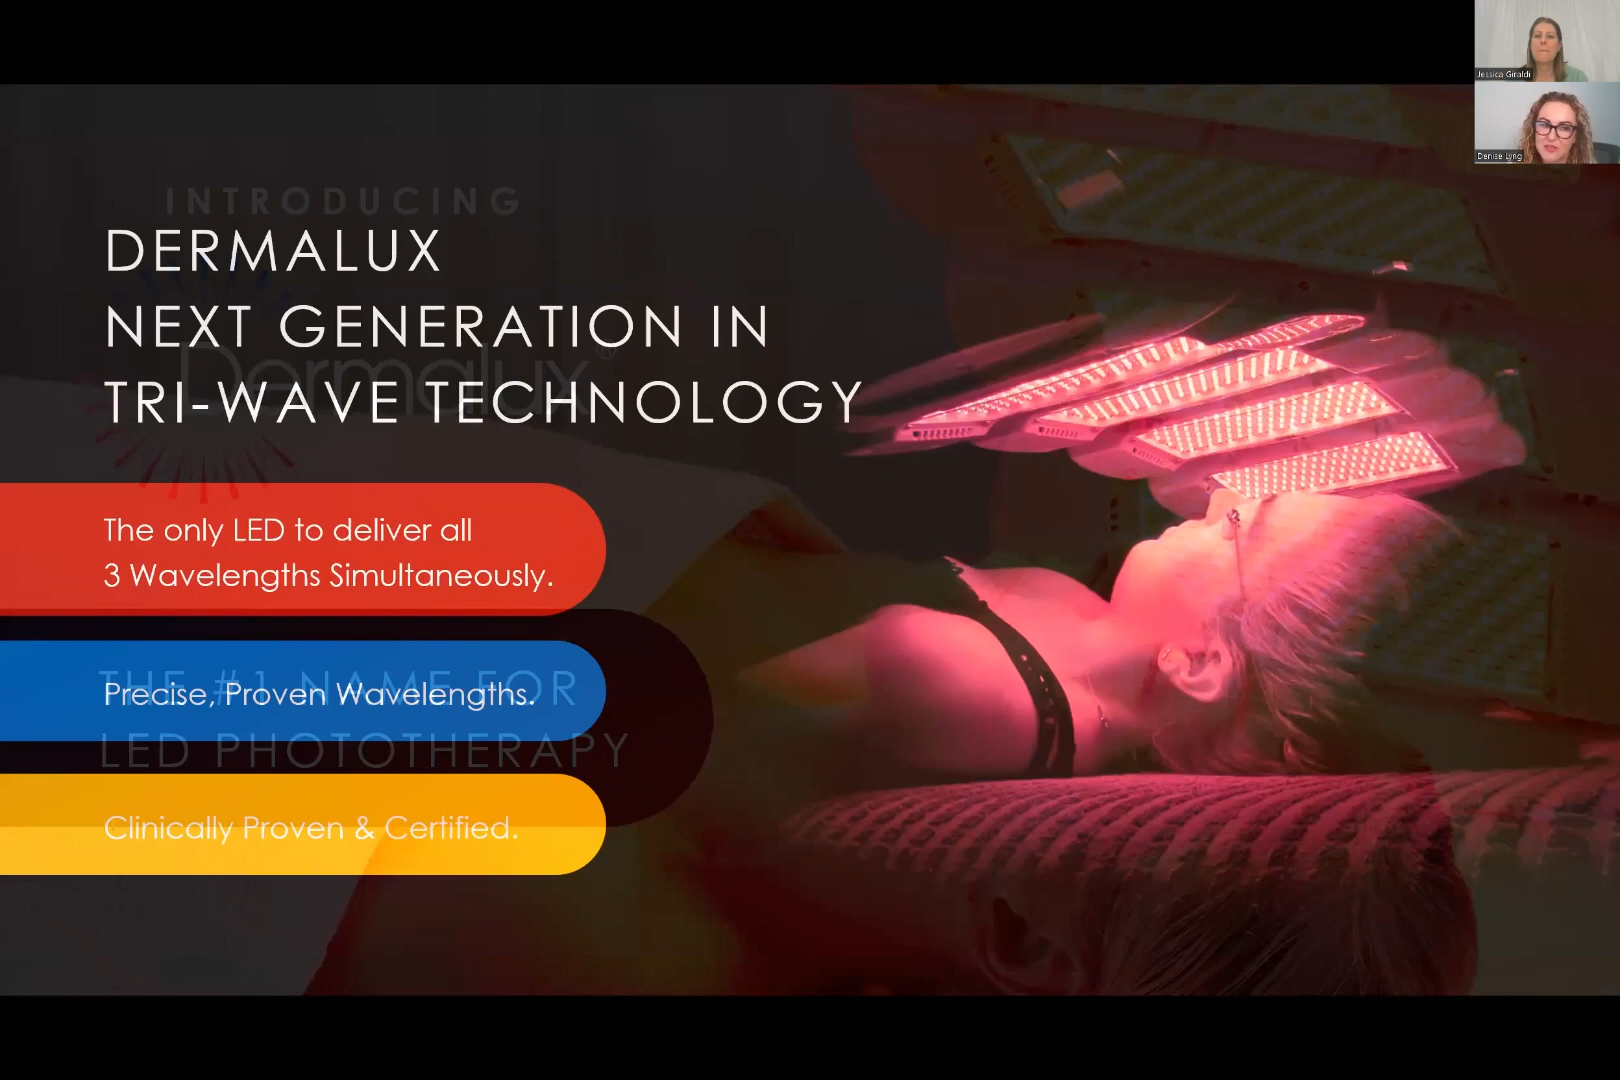 Jessica Giraldi
Denise Lyng
INTRODUCING
DERMALUX
NEXT GENERATION IN
Dermalux®
TRI-WAVE TECHNOLOGY
The only LED to deliver all
3 Wavelengths Simultaneously.
THE #1 NAME FOR
Precise, Proven Wavelengths.
LED PHOTOTHERAPY
Clinically Proven & Certified.